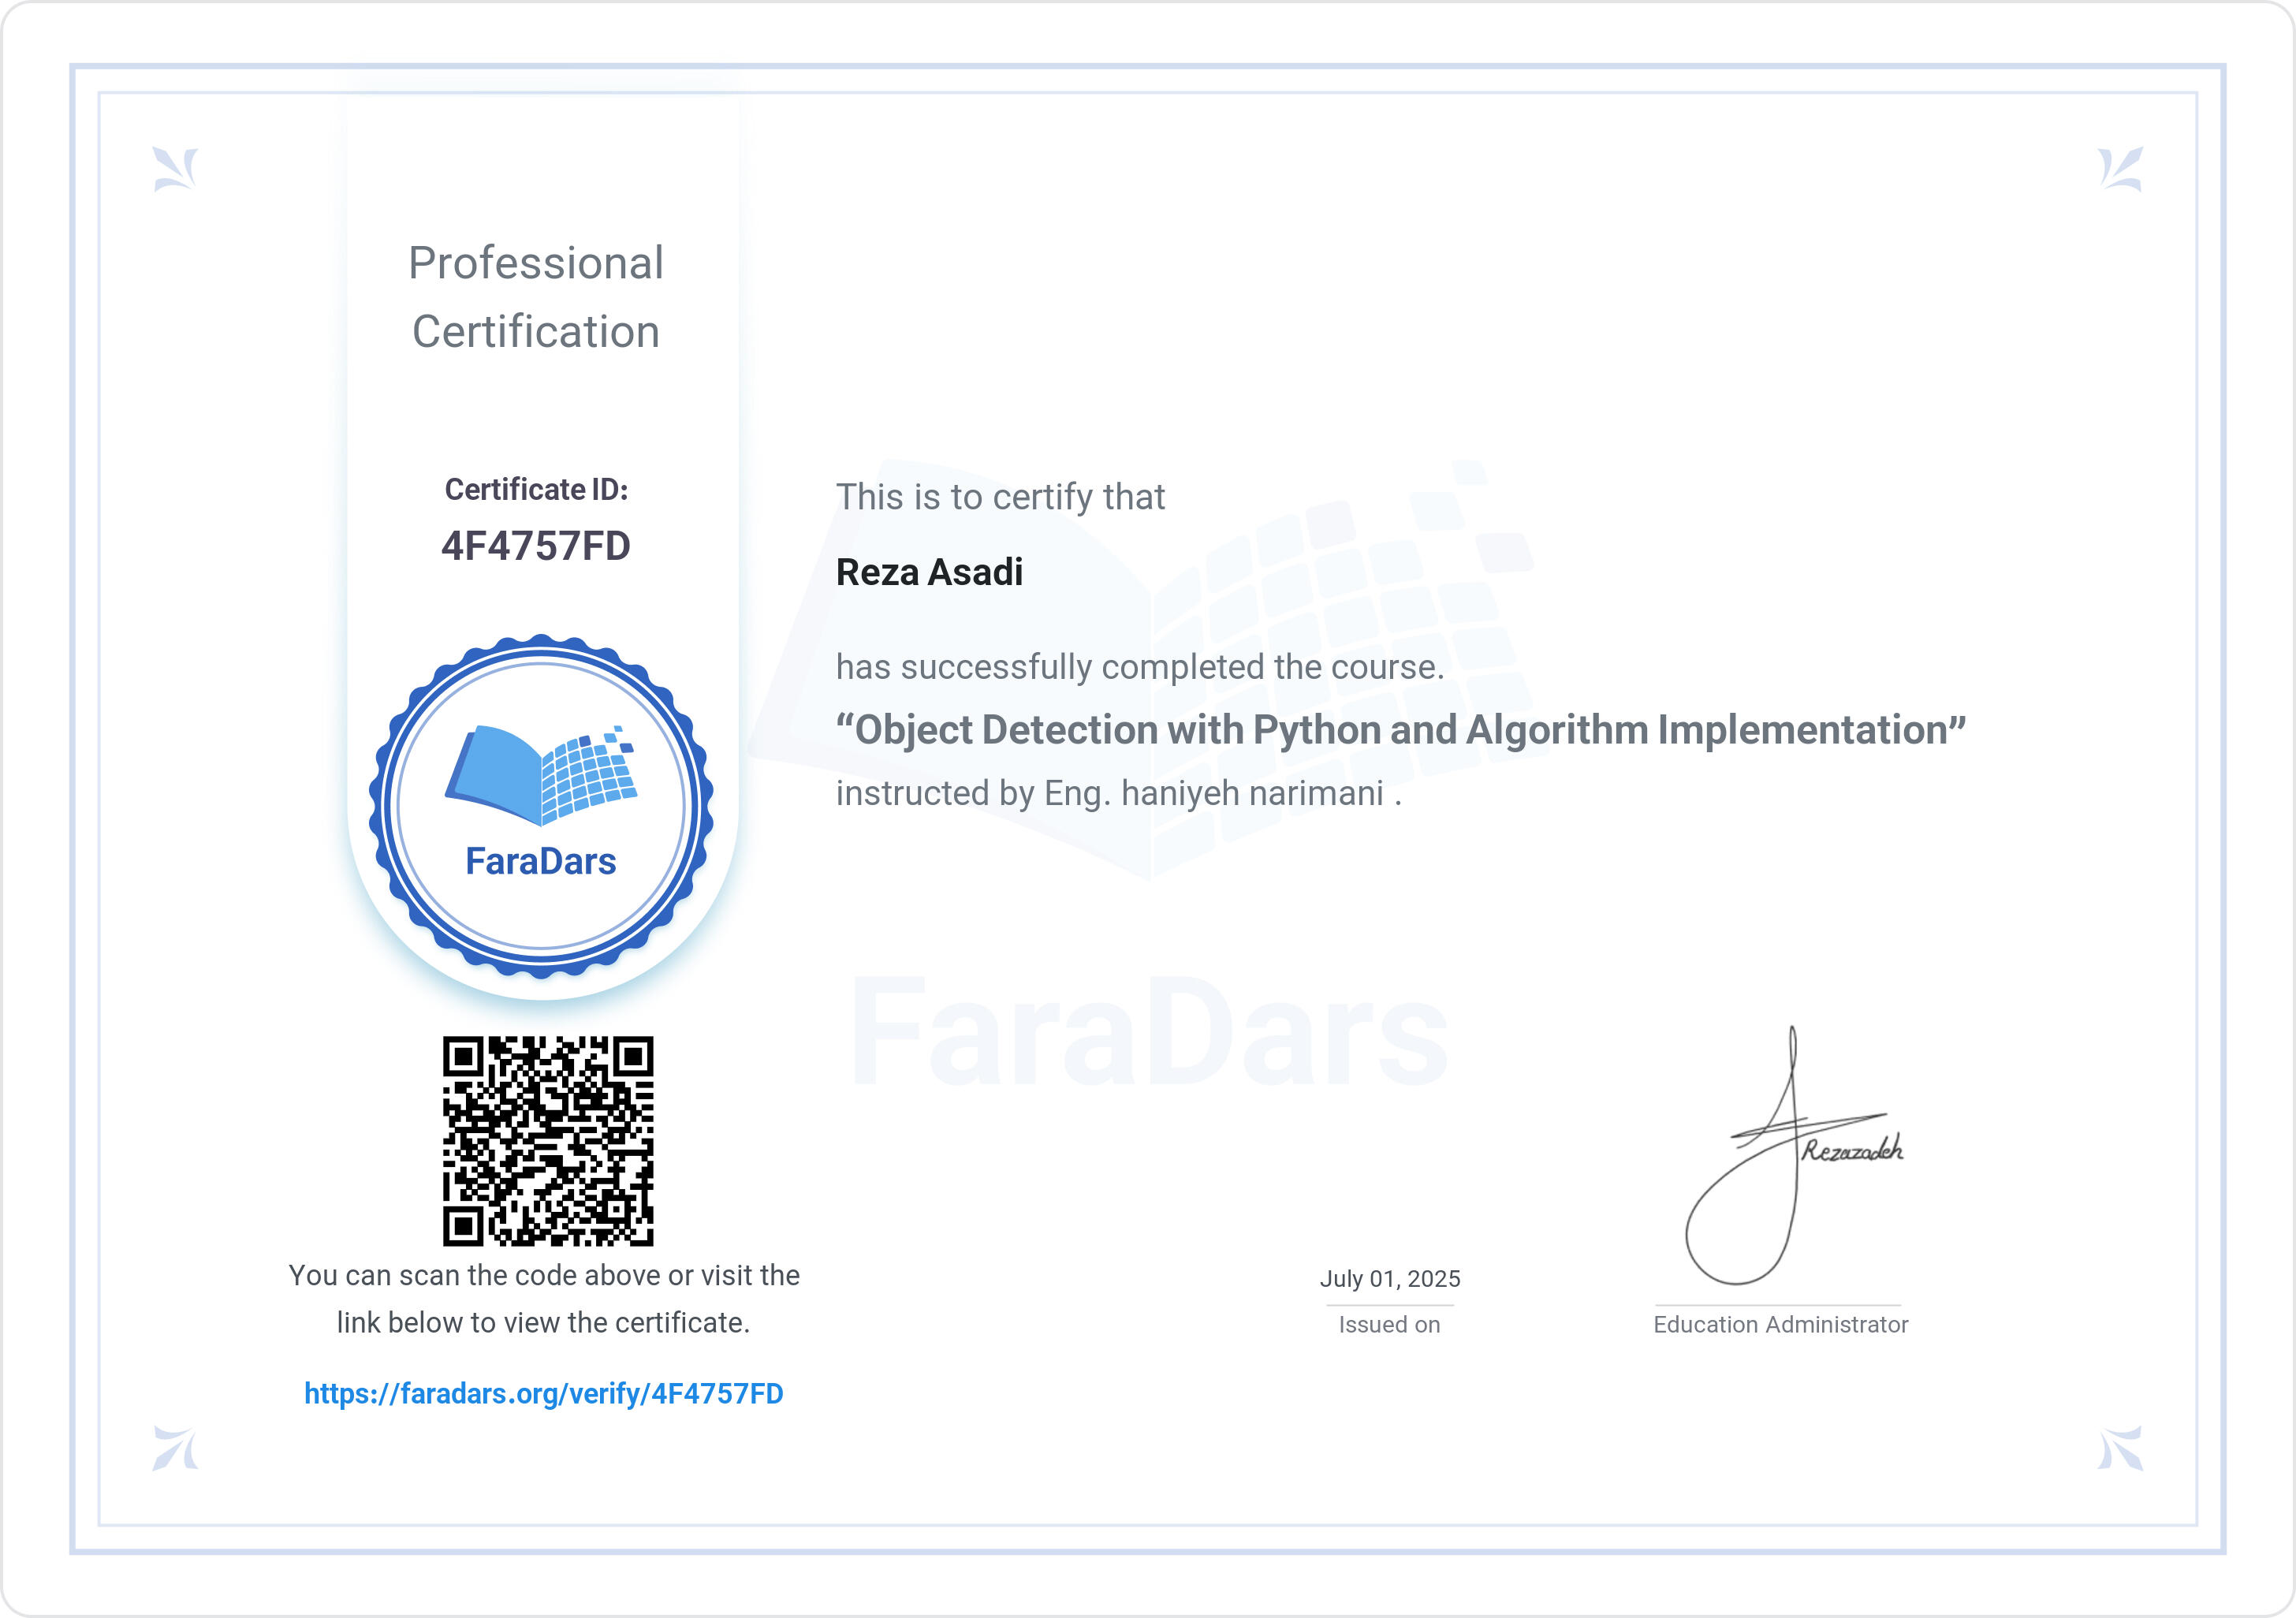 Professional
Certification
Certificate ID:
4F4757FD
FaraDars
This is to certify that
Reza Asadi
has successfully completed the course.
“Object Detection with Python and Algorithm Implementation”
instructed by Eng. haniyeh narimani .
FaraDars
You can scan the code above or visit the
link below to view the certificate.
https://faradars.org/verify/4F4757FD
July 01, 2025
Issued on
Rezazadeh
Education Administrator